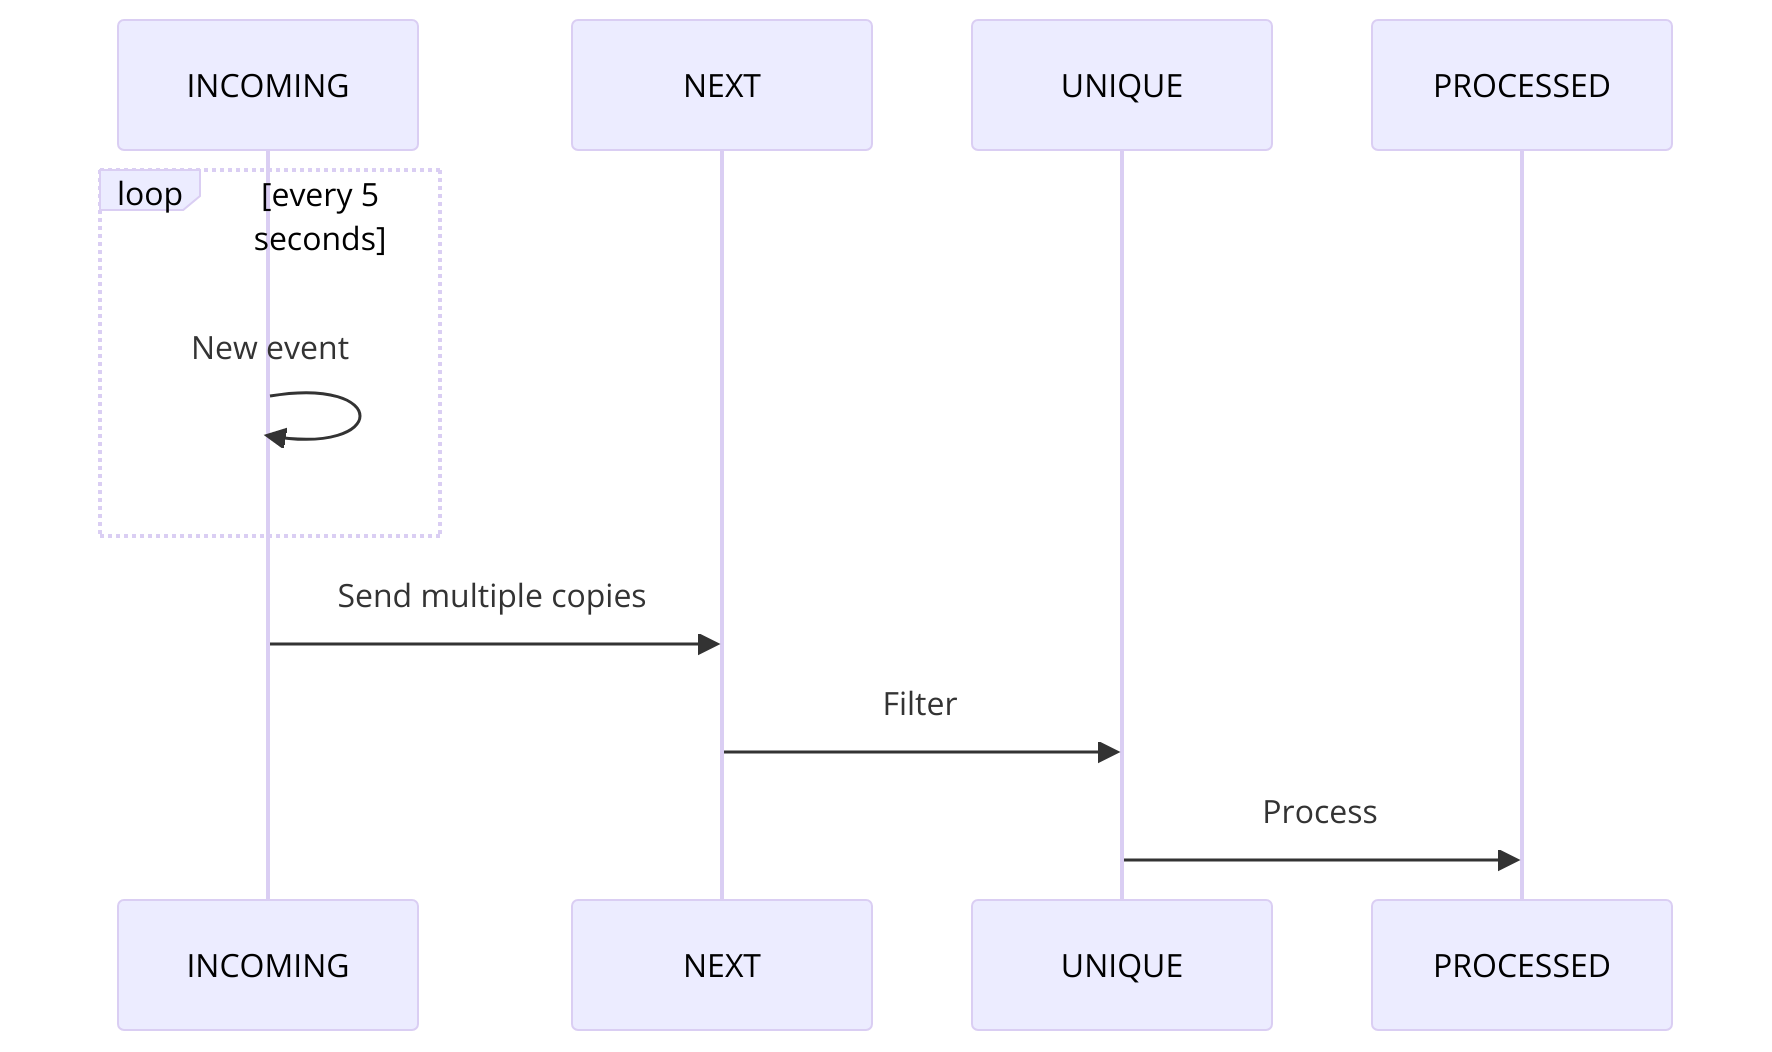 INCOMING
NEXT
UNIQUE
PROCESSED
loop
[every 5
seconds]
New event
Send multiple copies
Filter
Process
INCOMING
NEXT
UNIQUE
PROCESSED